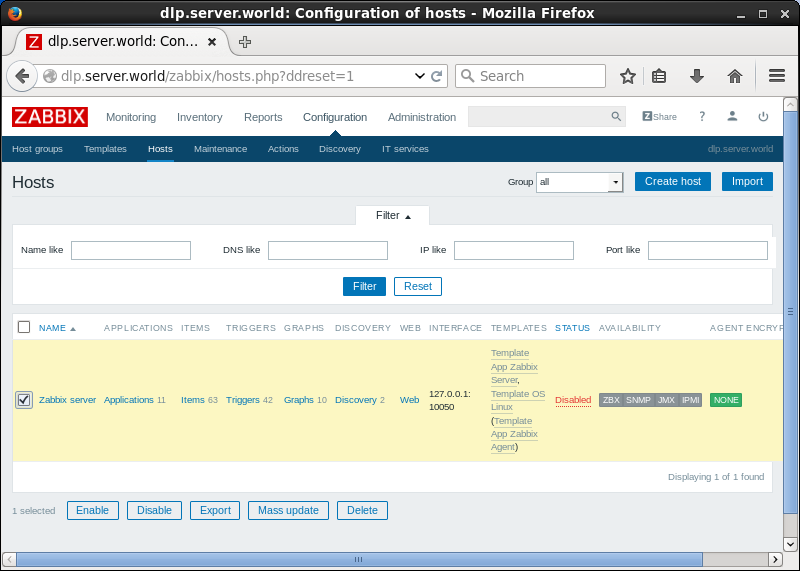 dlp.server.world: Configuration of hosts - Mozilla Firefox
Z dlp.server.world: Con...
dlp.server.world/zabbix/hosts.php?ddreset=1 Search
ZABBIX Monitoring Inventory Reports Configuration Administration Z Share ?
Host groups Templates Hosts Maintenance Actions Discovery IT services dlp.server.world
Hosts Group all Create host Import
Filter
Name like DNS like IP like Port like
Filter Reset
NAME APPLICATIONS ITEMS TRIGGERS GRAPHS DISCOVERY WEB INTERFACE TEMPLATES STATUS AVAILABILITY AGENT ENCRYP
Zabbix server Applications 11 Items 63 Triggers 42 Graphs 10 Discovery 2 Web 127.0.0.1: 10050 Template App Zabbix Server, Template OS Linux (Template App Zabbix Agent) Disabled ZBX SNMP JMX IPMI NONE
Displaying 1 of 1 found
1 selected Enable Disable Export Mass update Delete